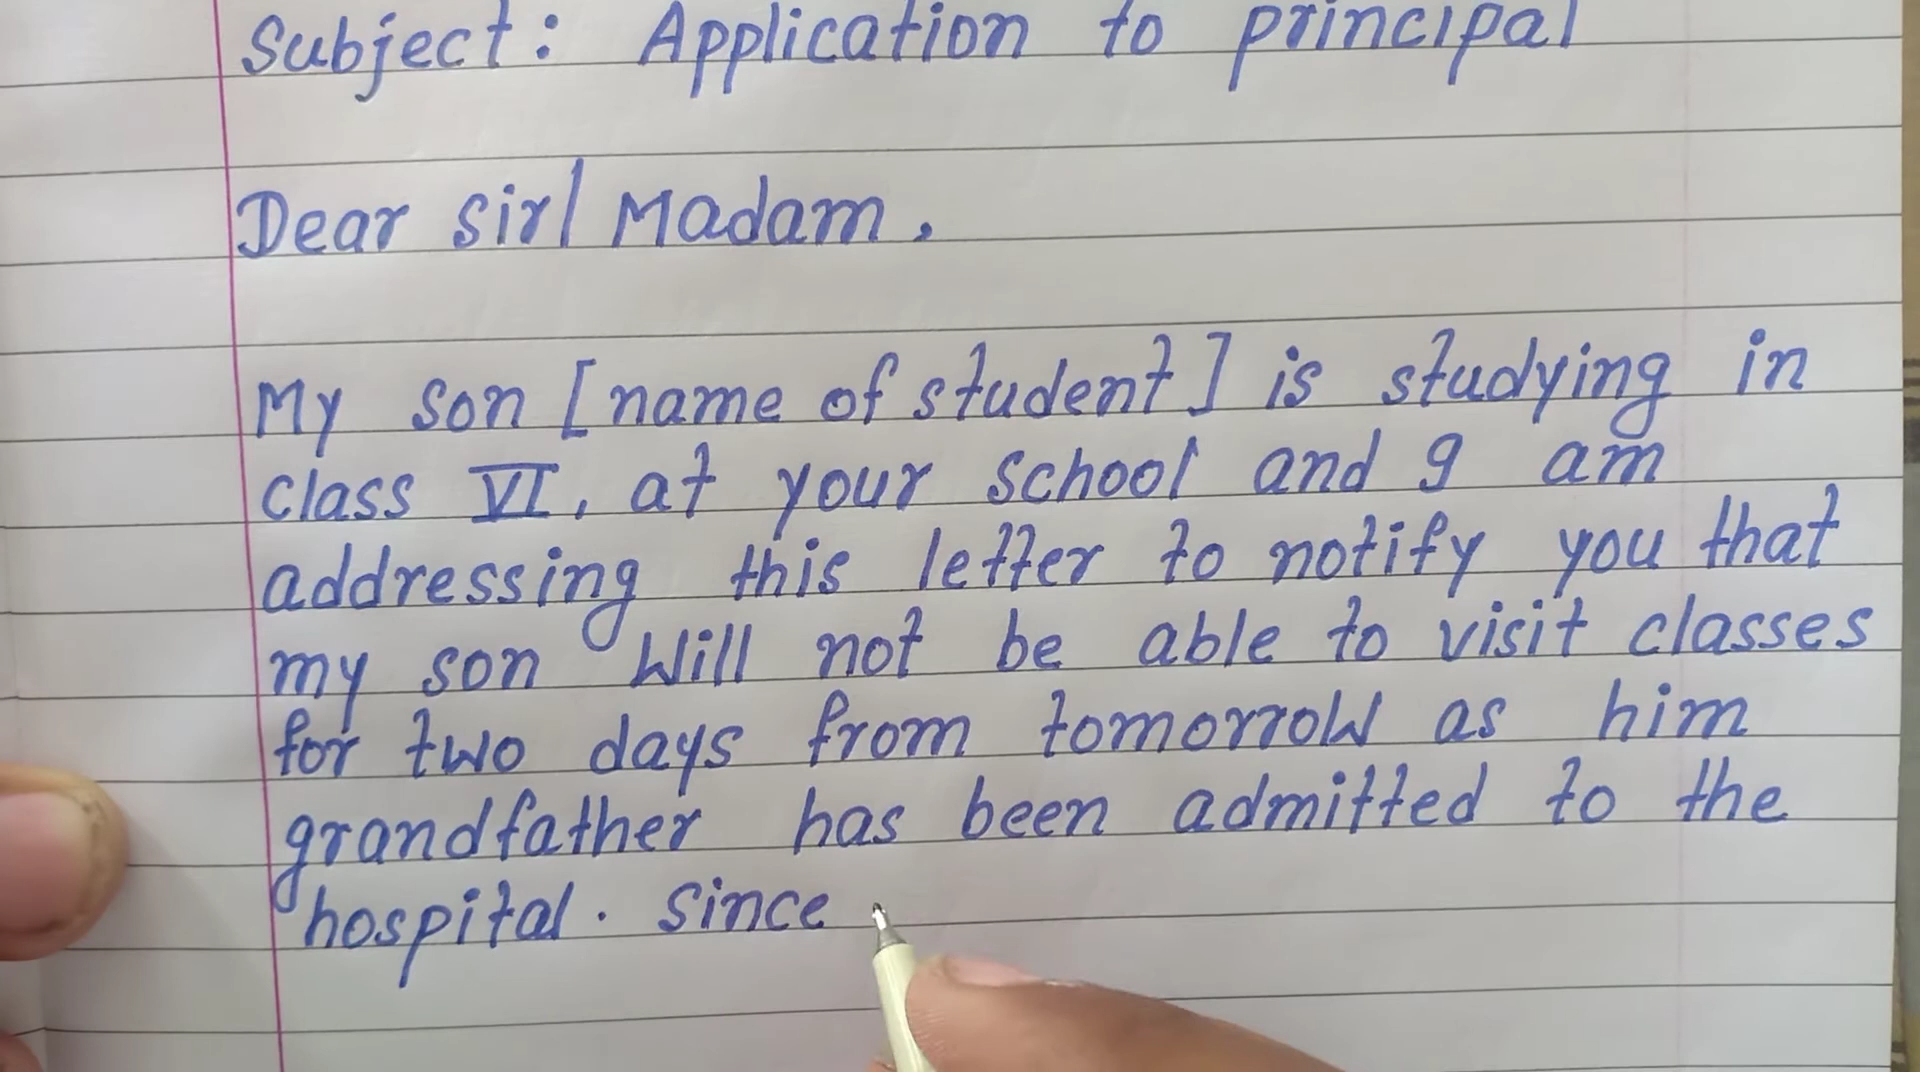 Subject: Application to principal
Dear Sir/ Madam.
My son [name of student] is studying in
class VI, at your school and I am
addressing this letter to notify you that
my son Will not be able to visit classes
for two days from tomorrow as him
grandfather has been admitted to the
hospital. Since